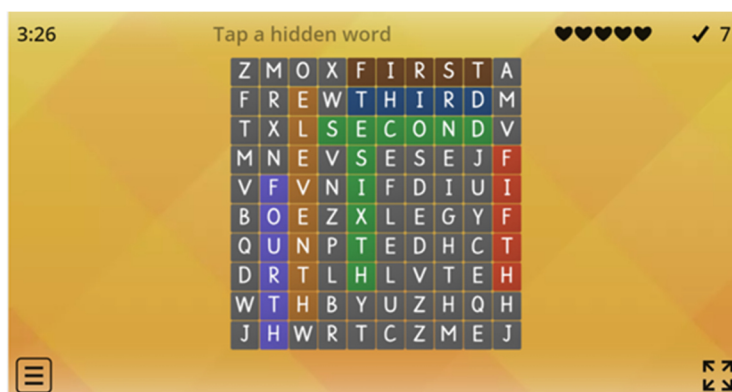 3:26 Tap a hidden word 7
Z M O X F I R S T A
F R E W T H I R D M
T X L S E C O N D V
M N E V S E S E J F
V F V N I F D I U I
B O E Z X L E G Y F
Q U N P T E D H C T
D R T L H L V T E H
W T H B Y U Z H Q H
J H W R T C Z M E J